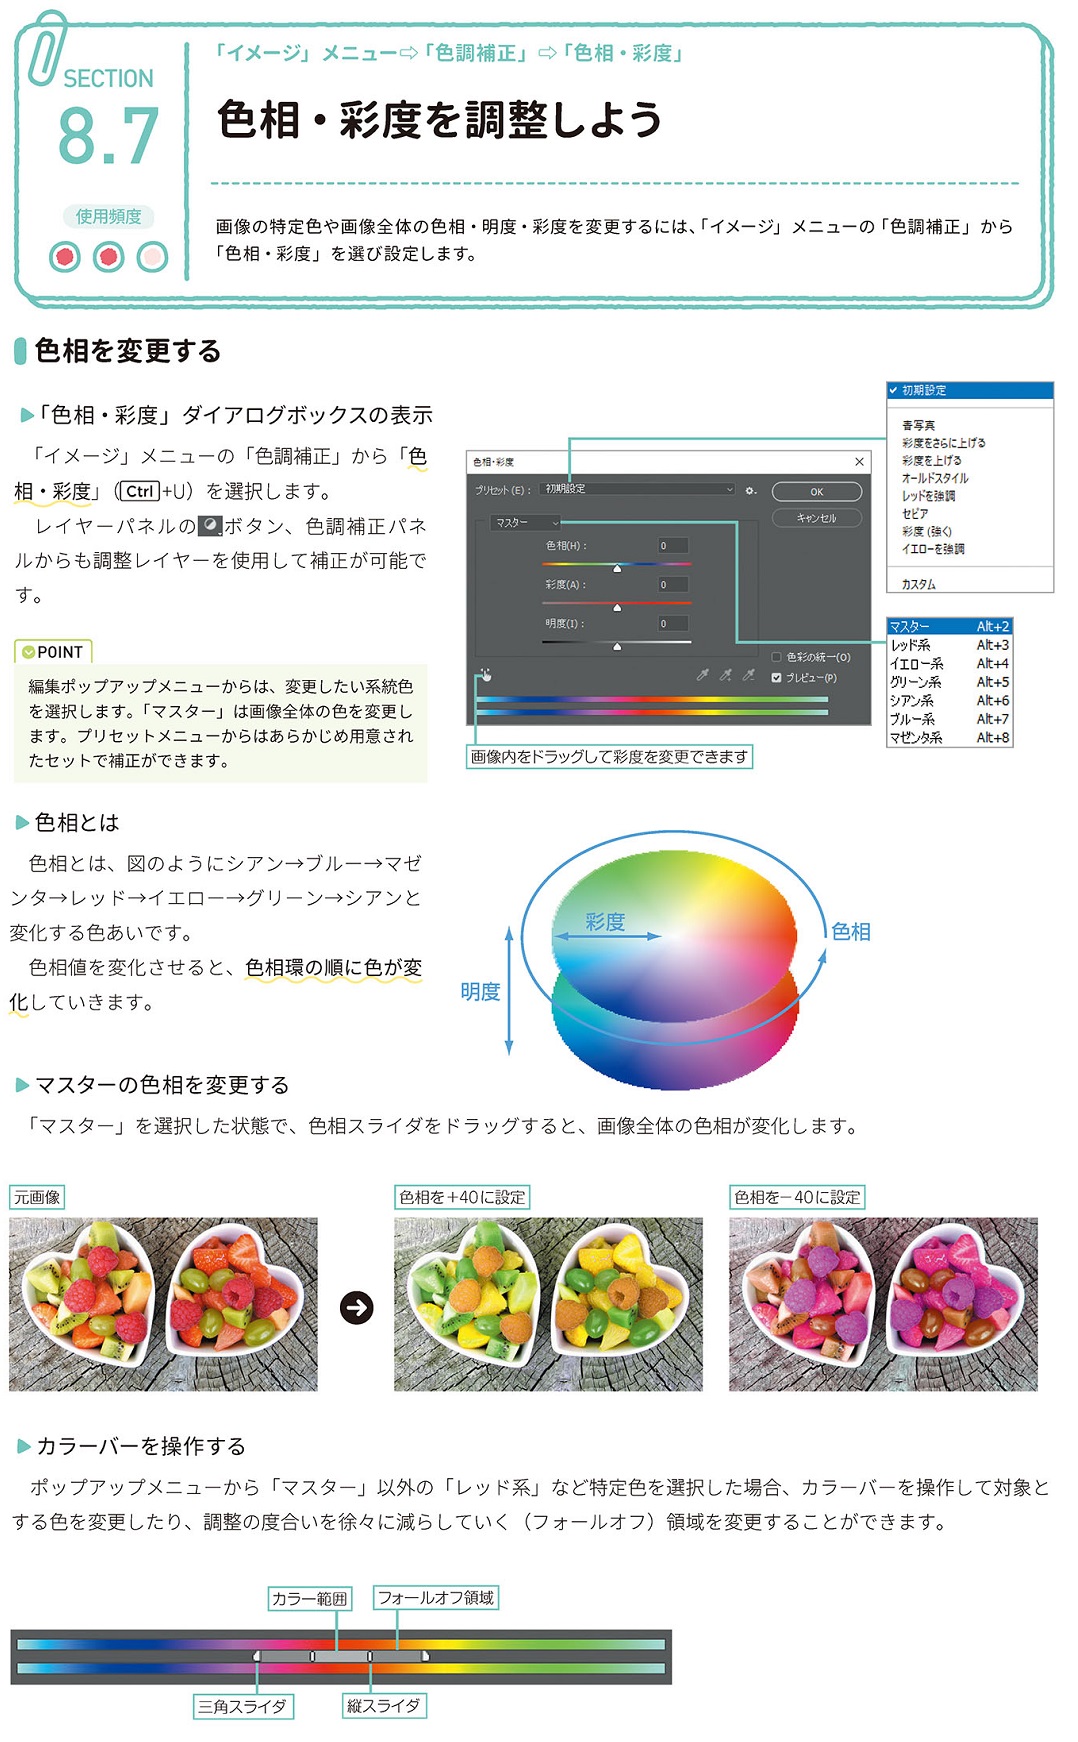 「イメージ」メニュー⇨「色調補正」⇨「色相・彩度」
SECTION
8.7
色相・彩度を調整しよう
使用頻度
画像の特定色や画像全体の色相・明度・彩度を変更するには、「イメージ」メニューの「色調補正」から
「色相・彩度」を選び設定します。
色相を変更する
「色相・彩度」ダイアログボックスの表示
「イメージ」メニューの「色調補正」から「色
相・彩度」（Ctrl+U）を選択します。
レイヤーパネルのボタン、色調補正パネ
ルからも調整レイヤーを使用して補正が可能で
す。
POINT
編集ポップアップメニューからは、変更したい系統色
を選択します。「マスター」は画像全体の色を変更し
ます。プリセットメニューからはあらかじめ用意され
たセットで補正ができます。
色相・彩度
プリセット(E)：
初期設定
OK
キャンセル
マスター
色相(H)：
0
彩度(A)：
0
明度(I)：
0
色彩の統一(O)
プレビュー(P)
画像内をドラッグして彩度を変更できます
初期設定
青写真
彩度をさらに上げる
彩度を上げる
オールドスタイル
レッドを強調
セピア
彩度 (強く)
イエローを強調
カスタム
マスター Alt+2
レッド系 Alt+3
イエロー系 Alt+4
グリーン系 Alt+5
シアン系 Alt+6
ブルー系 Alt+7
マゼンタ系 Alt+8
色相とは
色相とは、図のようにシアン→ブルー→マゼ
ンタ→レッド→イエロー→グリーン→シアンと
変化する色あいです。
色相値を変化させると、色相環の順に色が変
化していきます。
彩度
色相
明度
マスターの色相を変更する
「マスター」を選択した状態で、色相スライダをドラッグすると、画像全体の色相が変化します。
元画像
色相を＋40に設定
色相を－40に設定
カラーバーを操作する
ポップアップメニューから「マスター」以外の「レッド系」など特定色を選択した場合、カラーバーを操作して対象と
する色を変更したり、調整の度合いを徐々に減らしていく（フォールオフ）領域を変更することができます。
カラー範囲
フォールオフ領域
三角スライダ
縦スライダ